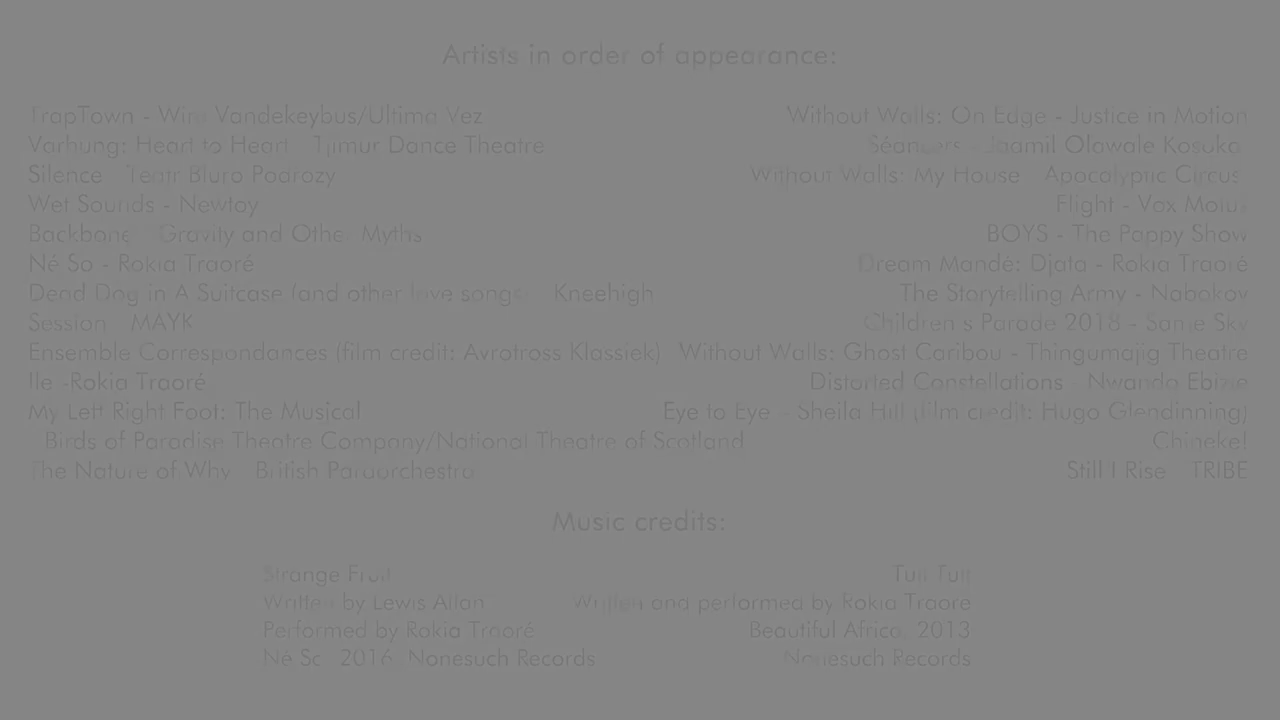 Artists in order of appearance:
TrapTown - Wim Vandekeybus/Ultima Vez
Varhung: Heart to Heart Tjimur Dance Theatre
Silence Teatr Biuro Podrozy
Wet Sounds - Newtoy
Backbone Gravity and Other Myths
Né So - Rokia Traoré
Dead Dog in A Suitcase (and other love songs Kneehigh
Session MAYK
Ensemble Correspondances (film credit: Avrotross Klassiek)
Ile -Rokia Traoré
My Left Right Foot: The Musical
Birds of Paradise Theatre Company/National Theatre of Scotland
The Nature of Why British Paraorchestra
Without Walls: On Edge - Justice in Motion
Séancers - Jaamil Olawale Kosoko
Without Walls: My House Apocalyptic Circus
Flight - Vox Motus
BOYS - The Poppy Show
Dream Mandé: Djata - Rokia Traoré
The Storytelling Army - Nabokov
Children's Parade 2018 - Same Sky
Without Walls: Ghost Caribou - Thingumajig Theatre
Distorted Constellations - Nwando Ebizie
Eye to Eye - Sheila Hill (film credit: Hugo Glendinning)
Chineke!
Still I Rise TRIBE
Music credits:
Strange Fruit
Written by Lewis Allan
Performed by Rokia Traoré
Né So 2016, Nonesuch Records
Tuit Tuit
Written and performed by Rokia Traoré
Beautiful Africa, 2013
Nonesuch Records